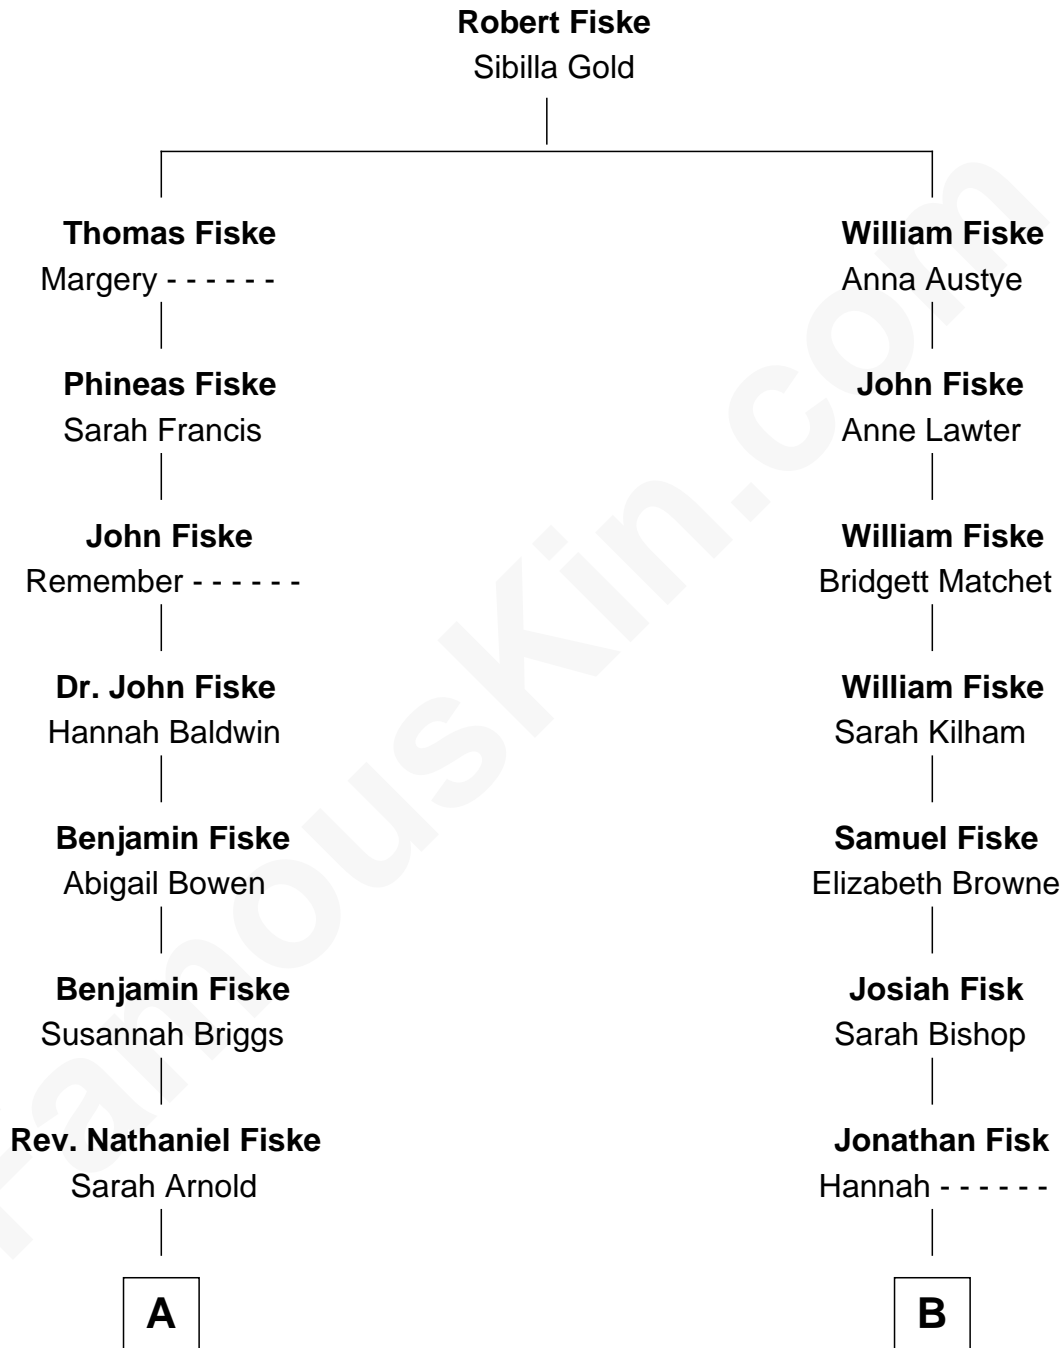 Robert Fiske
Sibilla Gold
Thomas Fiske
Margery - - - - - -
William Fiske
Anna Austye
Phineas Fiske
Sarah Francis
John Fiske
Anne Lawter
John Fiske
Remember - - - - - -
William Fiske
Bridgett Matchet
Dr. John Fiske
Hannah Baldwin
William Fiske
Sarah Kilham
Benjamin Fiske
Abigail Bowen
Samuel Fiske
Elizabeth Browne
Benjamin Fiske
Susannah Briggs
Josiah Fisk
Sarah Bishop
Rev. Nathaniel Fiske
Sarah Arnold
Jonathan Fisk
Hannah - - - - - -
A
B
FamousKin.com